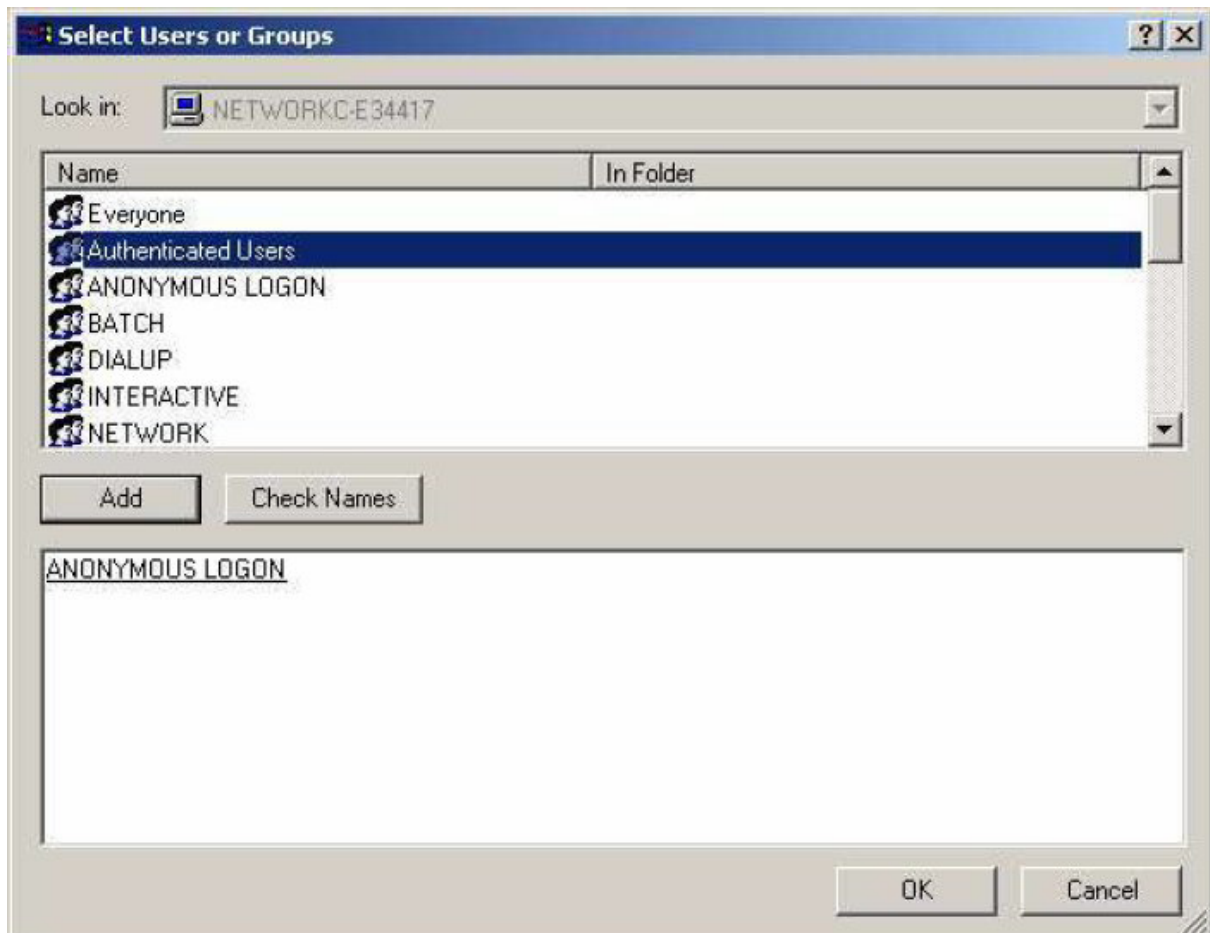 Select Users or Groups
Look in: NETWORKC-E34417
Name In Folder
Everyone
Authenticated Users
ANONYMOUS LOGON
BATCH
DIALUP
INTERACTIVE
NETWORK
Add Check Names
ANONYMOUS LOGON
OK Cancel